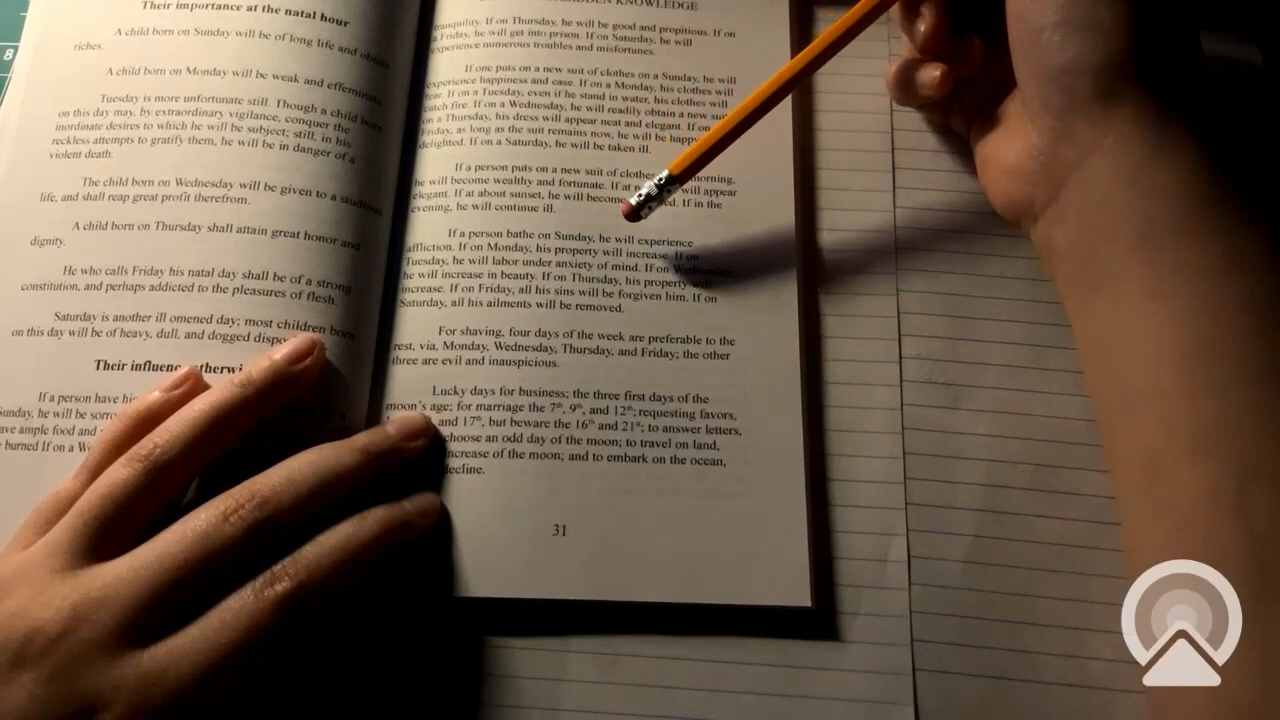 8
Their importance at the natal hour
A child born on Sunday will be of long life and obtain
riches.
A child born on Monday will be weak and effeminate
Tuesday is more unfortunate still. Though a child born
on this day may, by extraordinary vigilance, conquer the
inordinate desires to which he will be subject; still, in his
reckless attempts to gratify them, he will be in danger of a
violent death.
The child born on Wednesday will be given to a studious
life, and shall reap great profit therefrom.
A child born on Thursday shall attain great honor and
dignity.
He who calls Friday his natal day shall be of a strong
constitution, and perhaps addicted to the pleasures of flesh.
Saturday is another ill omened day; most children born
on this day will be of heavy, dull, and dogged
Their
If a person have
Sunday, he will be
ample food and
burned If on a
KNOWLEDGE
tranquility. If on Thursday, he will be good and propitious. If on
a Friday, he will get into prison. If on Saturday, he will
experience numerous troubles and misfortunes.
If one puts on a new suit of clothes on a Sunday, he will
experience happiness and ease. If on a Monday, his clothes will
tear. If on a Tuesday, even if he stand in water, his clothes will
catch fire. If on a Wednesday, he will readily obtain a new suit
on a Thursday, his dress will appear neat and elegant. If on
Friday, as long as the suit remains now, he will be happy
delighted. If on a Saturday, he will be taken ill.
If a person puts on a new suit of clothes morning,
he will become wealthy and fortunate. If at will appear
elegant. If at about sunset, he will become If in the
evening, he will continue ill.
If a person bathe on Sunday, he will experience
affliction. If on Monday, his property will increase. If on
Tuesday, he will labor under anxiety of mind. If on Wednesday,
he will increase in beauty. If on Thursday, his property will
increase. If on Friday, all his sins will be forgiven him. If on
Saturday, all his ailments will be removed.
For shaving, four days of the week are preferable to the
rest, via, Monday, Wednesday, Thursday, and Friday; the other
three are evil and inauspicious.
Lucky days for business; the three first days of the
moon's age; for marriage the 7th, 9th, and 12th; requesting favors,
and 17th, but beware the 16th and 21st; to answer letters,
choose an odd day of the moon; to travel on land,
increase of the moon; and to embark on the ocean,
decline.
31